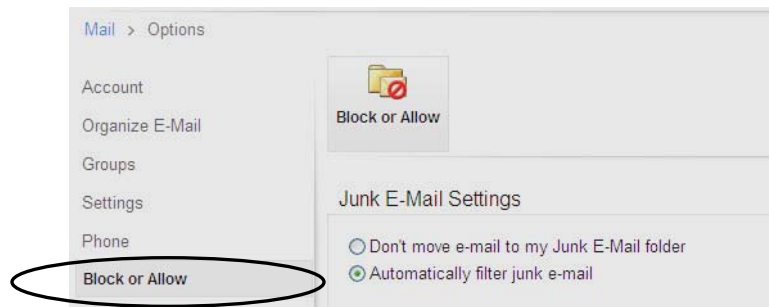 Mail > Options
Account
Organize E-Mail
Groups
Settings
Phone
Block or Allow
Block or Allow
Junk E-Mail Settings
Don't move e-mail to my Junk E-Mail folder
Automatically filter junk e-mail